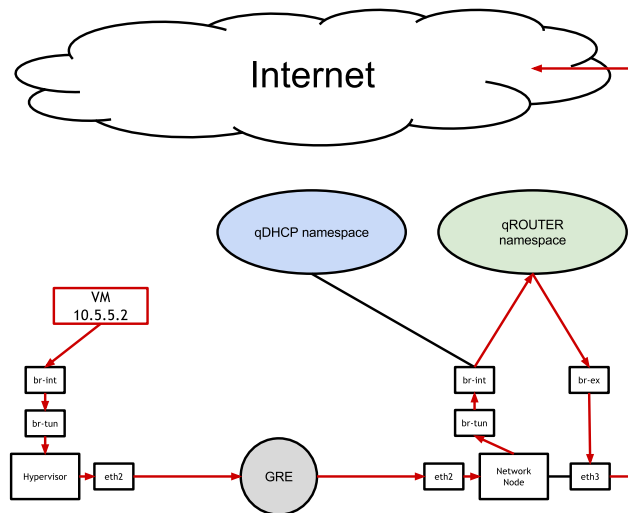 Internet
qDHCP namespace
qROUTER
namespace
VM
10.5.5.2
br-int
br-int
br-ex
br-tun
br-tun
Hypervisor
eth2
GRE
eth2
Network
Node
eth3